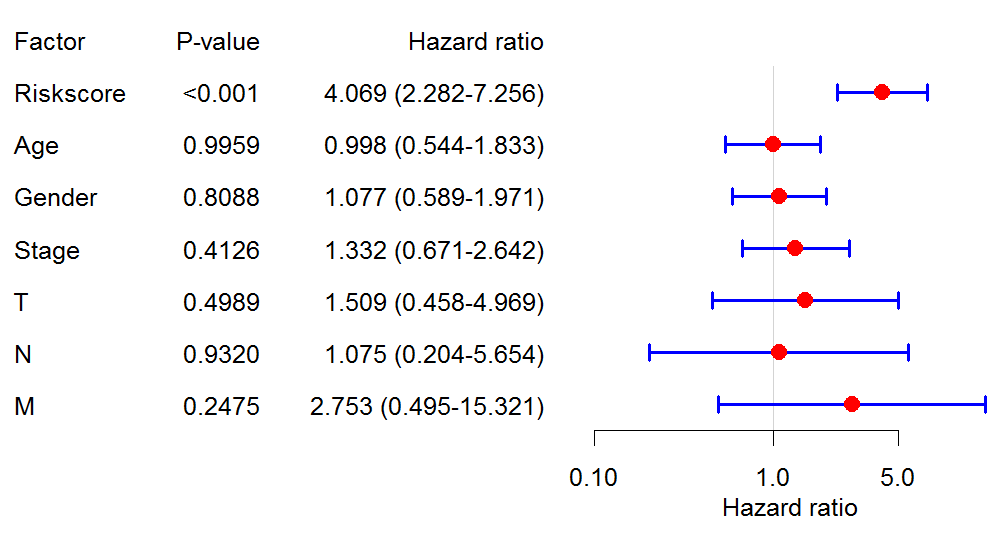 Factor P-value Hazard ratio
Riskscore <0.001 4.069 (2.282-7.256)
Age 0.9959 0.998 (0.544-1.833)
Gender 0.8088 1.077 (0.589-1.971)
Stage 0.4126 1.332 (0.671-2.642)
T 0.4989 1.509 (0.458-4.969)
N 0.9320 1.075 (0.204-5.654)
M 0.2475 2.753 (0.495-15.321)
0.10 1.0 5.0
Hazard ratio